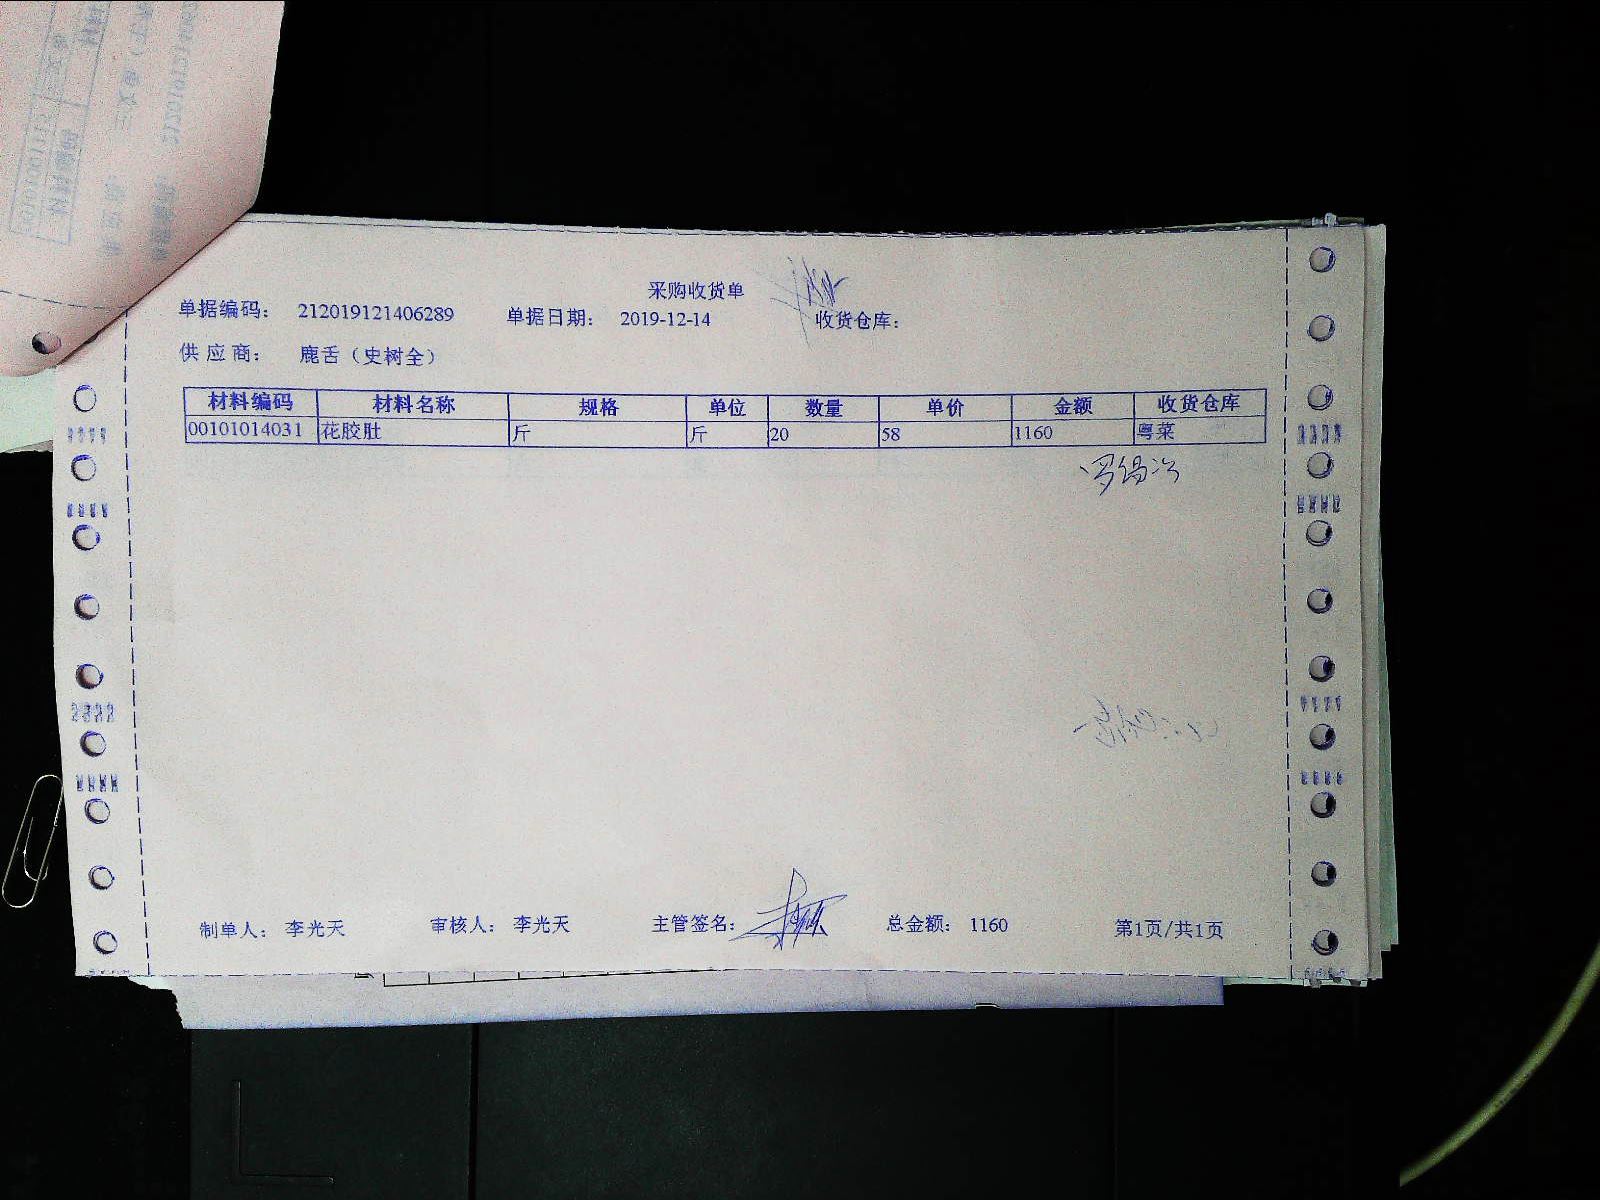 采购收货单
单据编码： 212019121406289 单据日期： 2019-12-14 收货仓库：
供 应 商： 鹿舌（史树全）
材料编码 材料名称 规格 单位 数量 单价 金额 收货仓库
00101014031 花胶肚 斤 斤 20 58 1160 粤菜
制单人： 李光天 审核人： 李光天 主管签名： 总金额： 1160 第1页/共1页